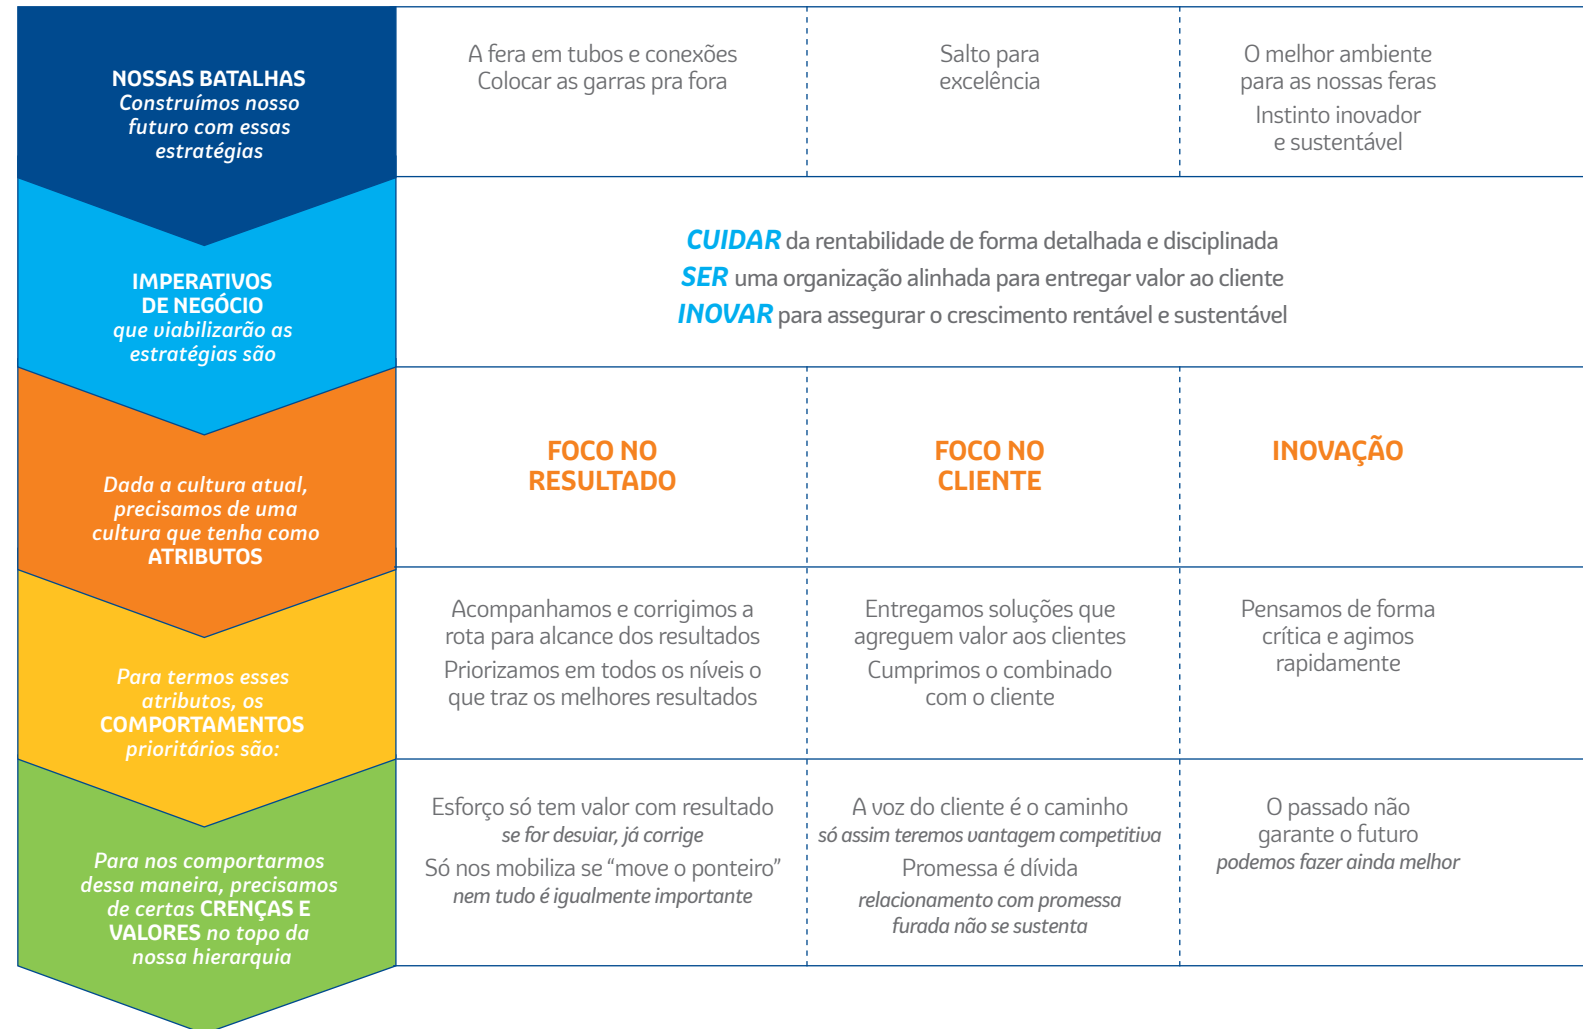 NOSSAS BATALHAS
Construímos nosso
futuro com essas
estratégias
A fera em tubos e conexões
Colocar as garras pra fora
Salto para
excelência
O melhor ambiente
para as nossas feras
Instinto inovador
e sustentável
IMPERATIVOS
DE NEGÓCIO
que viabilizarão as
estratégias são
CUIDAR da rentabilidade de forma detalhada e disciplinada
SER uma organização alinhada para entregar valor ao cliente
INOVAR para assegurar o crescimento rentável e sustentável
Dada a cultura atual,
precisamos de uma
cultura que tenha como
ATRIBUTOS
FOCO NO
RESULTADO
FOCO NO
CLIENTE
INOVAÇÃO
Para termos esses
atributos, os
COMPORTAMENTOS
prioritários são:
Acompanhamos e corrigimos a
rota para alcance dos resultados
Priorizamos em todos os níveis o
que traz os melhores resultados
Entregamos soluções que
agreguem valor aos clientes
Cumprimos o combinado
com o cliente
Pensamos de forma
crítica e agimos
rapidamente
Para nos comportarmos
dessa maneira, precisamos
de certas CRENÇAS E
VALORES no topo da
nossa hierarquia
Esforço só tem valor com resultado
se for desviar, já corrige
Só nos mobiliza se “move o ponteiro”
nem tudo é igualmente importante
A voz do cliente é o caminho
só assim teremos vantagem competitiva
Promessa é dívida
relacionamento com promessa
furada não se sustenta
O passado não
garante o futuro
podemos fazer ainda melhor